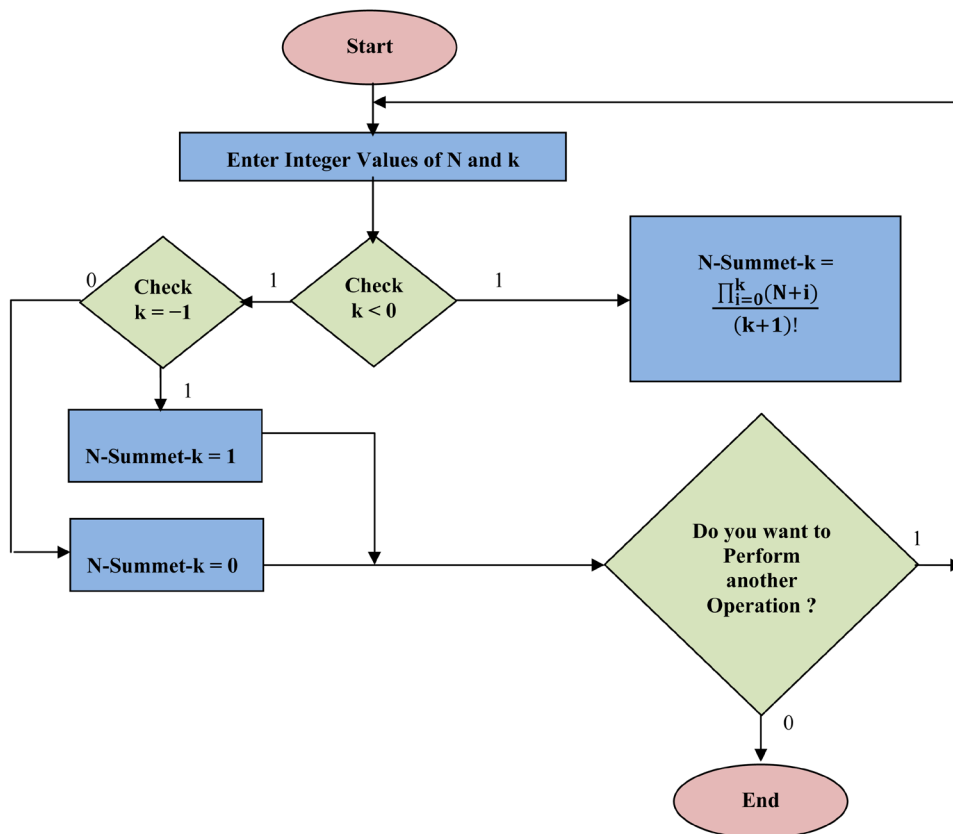 Start
Enter Integer Values of N and k
0
Check
k = −1
1
Check
k < 0
1
N-Summet-k =
∏_{i=0}^{k}(N+i)
(k+1)!
1
N-Summet-k = 1
N-Summet-k = 0
Do you want to
Perform
another
Operation ?
1
0
End